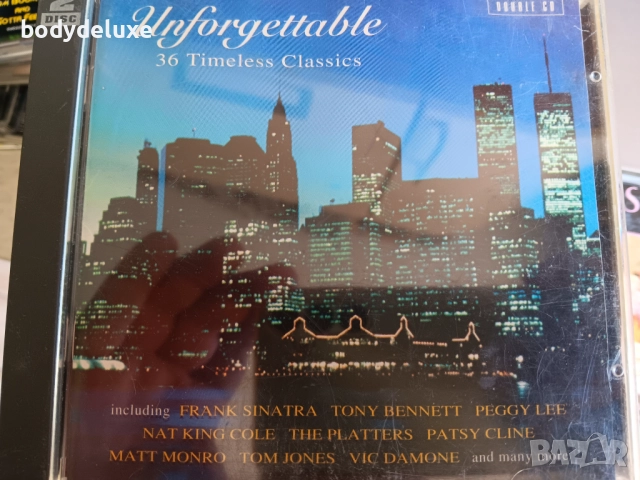 2
DISC
bodydeluxe
Unforgettable
DOUBLE CD
36 Timeless Classics
including FRANK SINATRA TONY BENNETT PEGGY LEE
NAT KING COLE THE PLATTERS PATSY CLINE
MATT MONRO TOM JONES VIC DAMONE and many more
BAZAR